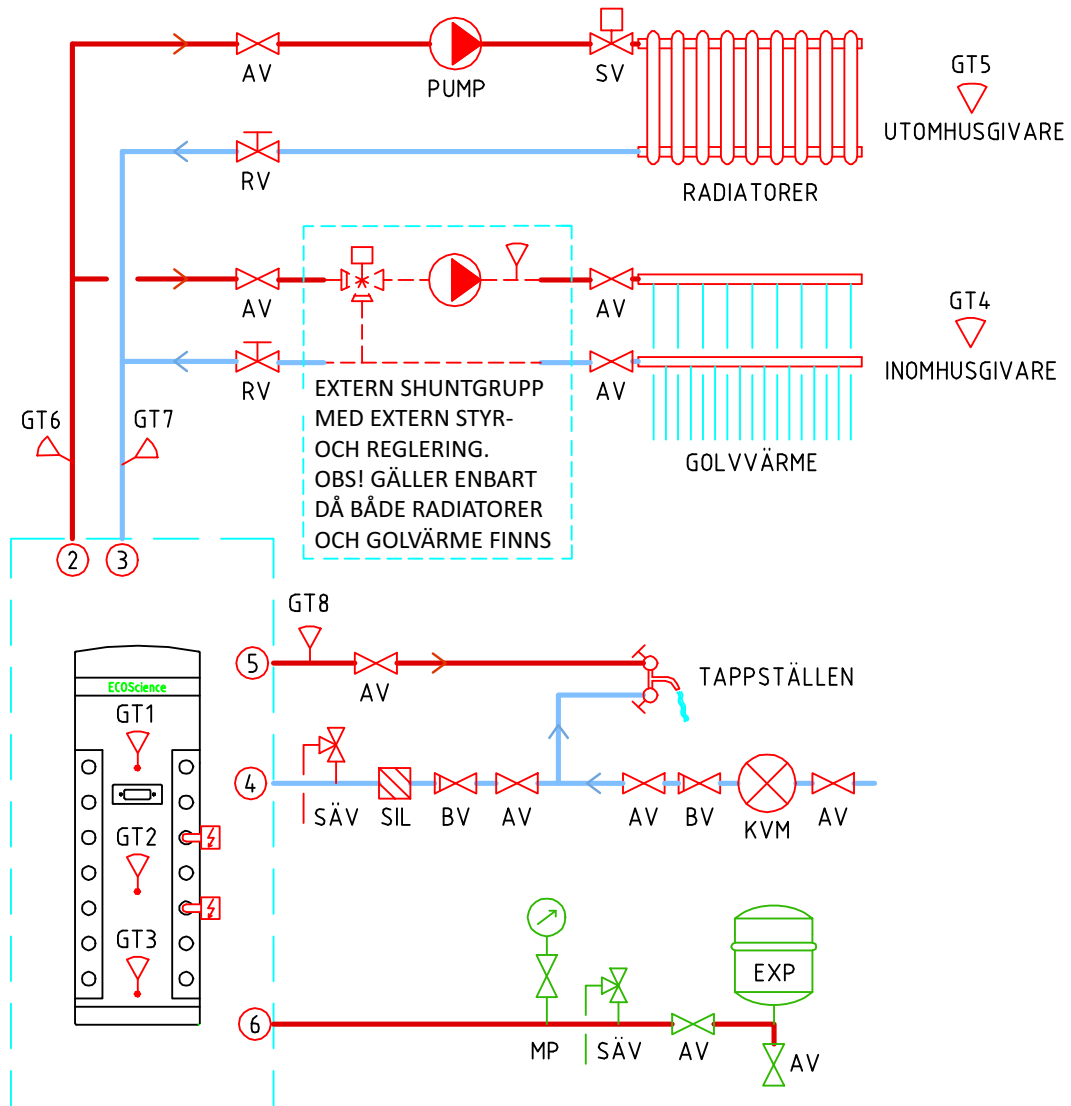 AV
PUMP
SV
GT5
UTOMHUSGIVARE
RV
RADIATORER
AV
AV
GT4
INOMHUSGIVARE
RV
AV
EXTERN SHUNTGRUPP
MED EXTERN STYR-
OCH REGLERING.
OBS! GÄLLER ENBART
DÅ BÅDE RADIATORER
OCH GOLVÄRME FINNS
GOLVVÄRME
GT6
GT7
2
3
GT8
5
AV
TAPPSTÄLLEN
ECOScience
GT1
4
SÄV
SIL
BV
AV
AV
BV
KVM
AV
GT2
GT3
EXP
6
MP
SÄV
AV
AV